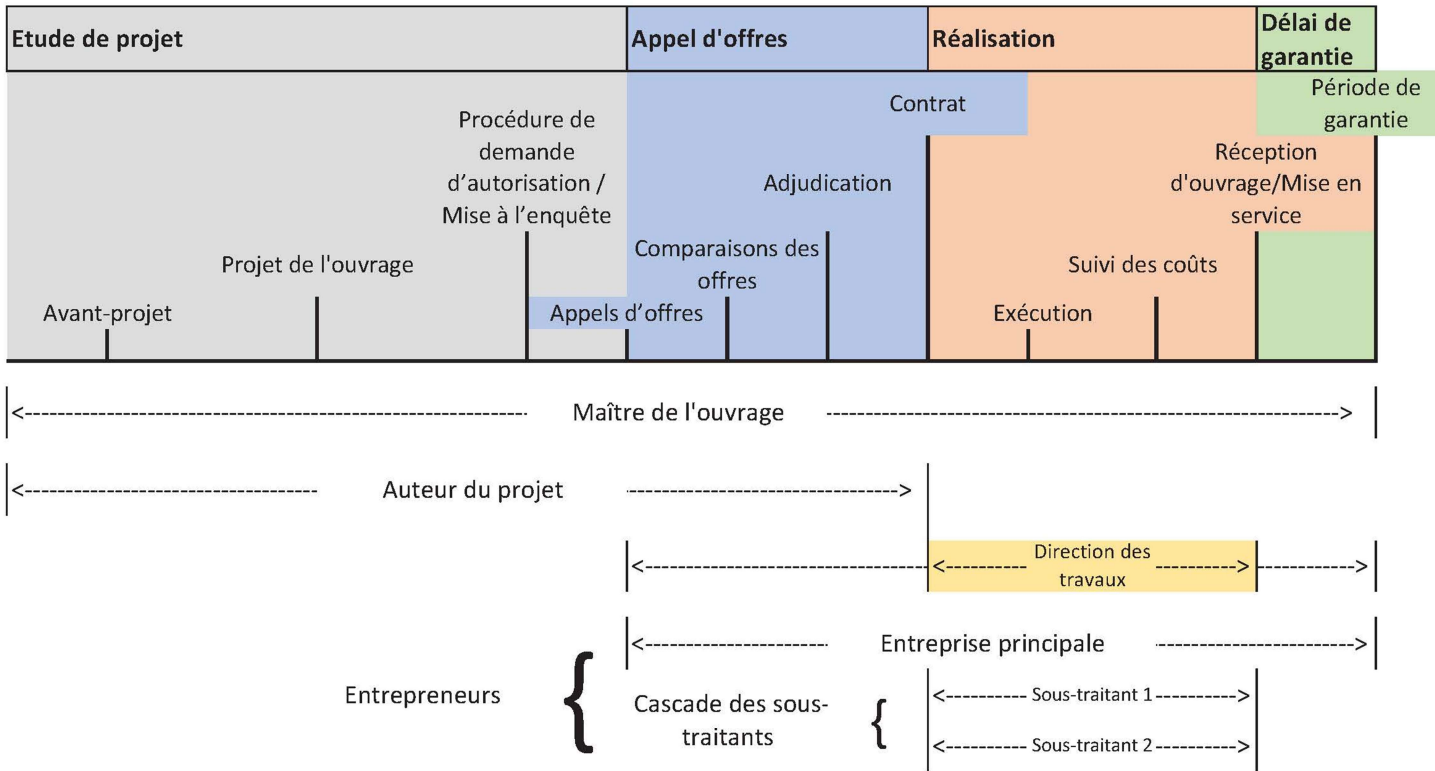 Etude de projet
Appel d'offres
Réalisation
Délai de
garantie
Période de
garantie
Contrat
Procédure de
demande
d’autorisation /
Mise à l’enquête
Adjudication
Réception
d'ouvrage/Mise en
service
Comparaisons des
offres
Projet de l'ouvrage
Suivi des coûts
Avant-projet
Appels d’offres
Exécution
Maître de l'ouvrage
Auteur du projet
Direction des
travaux
Entreprise principale
Entrepreneurs
Cascade des sous-
traitants
Sous-traitant 1
Sous-traitant 2